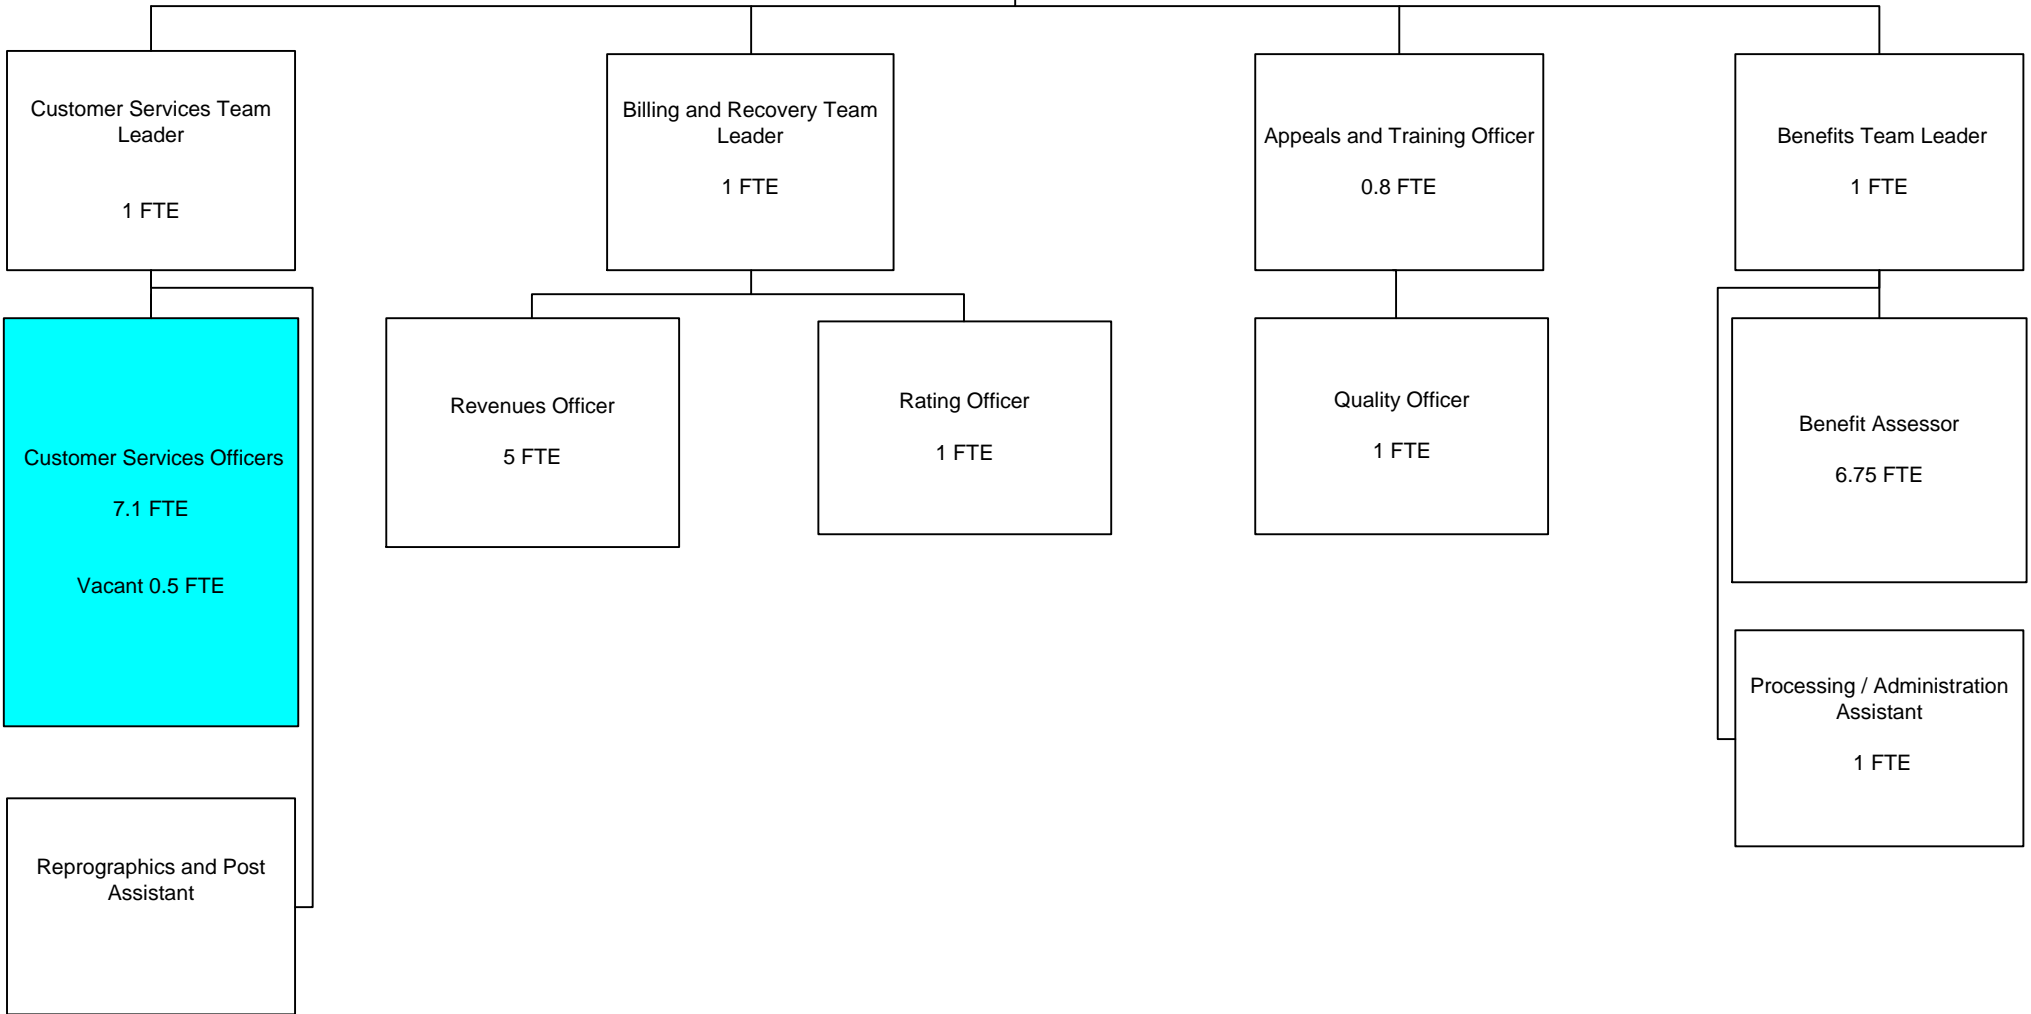 Customer Services Team
Leader
1 FTE
Billing and Recovery Team
Leader
1 FTE
Appeals and Training Officer
0.8 FTE
Benefits Team Leader
1 FTE
Customer Services Officers
7.1 FTE
Vacant 0.5 FTE
Revenues Officer
5 FTE
Rating Officer
1 FTE
Quality Officer
1 FTE
Benefit Assessor
6.75 FTE
Processing / Administration
Assistant
1 FTE
Reprographics and Post
Assistant